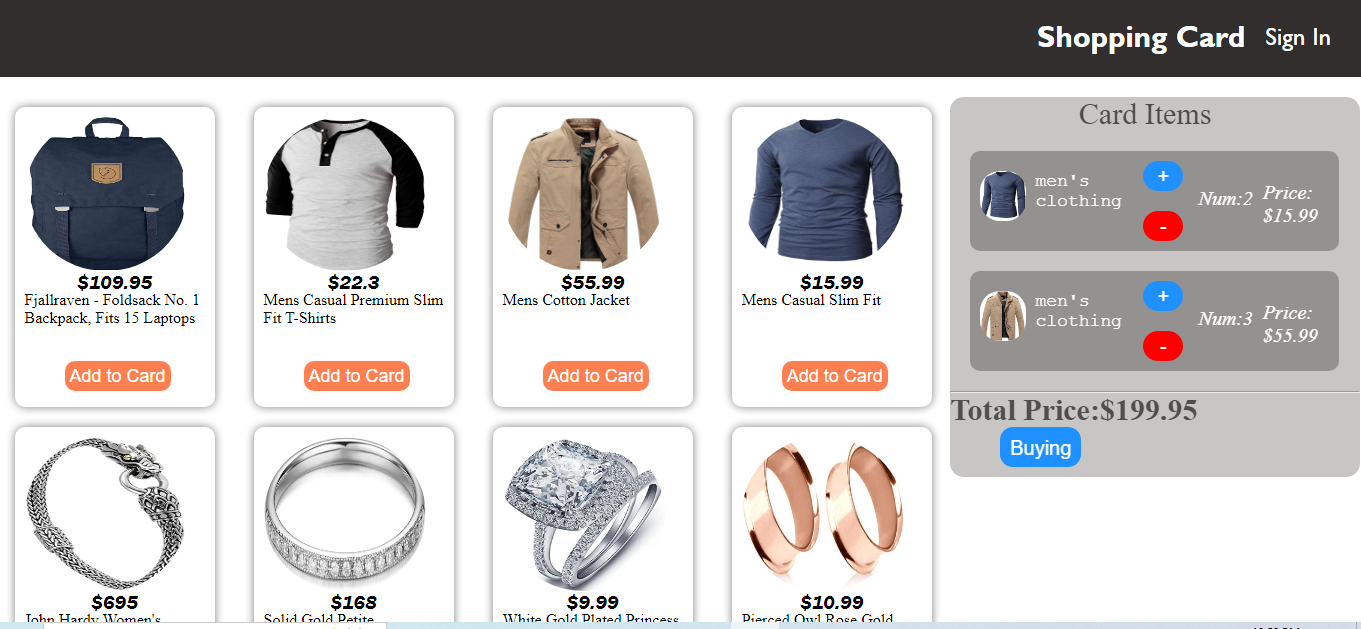 Shopping Card Sign In
$109.95
Fjallraven - Foldsack No. 1
Backpack, Fits 15 Laptops
Add to Card
$22.3
Mens Casual Premium Slim
Fit T-Shirts
Add to Card
$55.99
Mens Cotton Jacket
Add to Card
$15.99
Mens Casual Slim Fit
Add to Card
$695
John Hardy Women's
$168
Solid Gold Petite
$9.99
White Gold Plated Princess
$10.99
Pierced Owl Rose Gold
Card Items
men's
clothing
+
-
Num:2
Price:
$15.99
men's
clothing
+
-
Num:3
Price:
$55.99
Total Price:$199.95
Buying